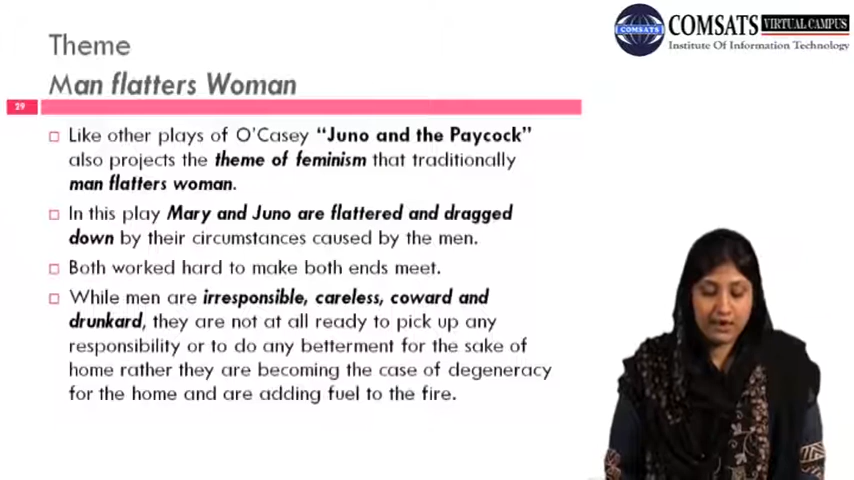 Theme
Man flatters Woman
29
Like other plays of O'Casey "Juno and the Paycock"
also projects the theme of feminism that traditionally
man flatters woman.
In this play Mary and Juno are flattered and dragged
down by their circumstances caused by the men.
Both worked hard to make both ends meet.
While men are irresponsible, careless, coward and
drunkard, they are not at all ready to pick up any
responsibility or to do any betterment for the sake of
home rather they are becoming the case of degeneracy
for the home and are adding fuel to the fire.
COMSATS
COMSATS VIRTUAL CAMPUS
Institute Of Information Technology